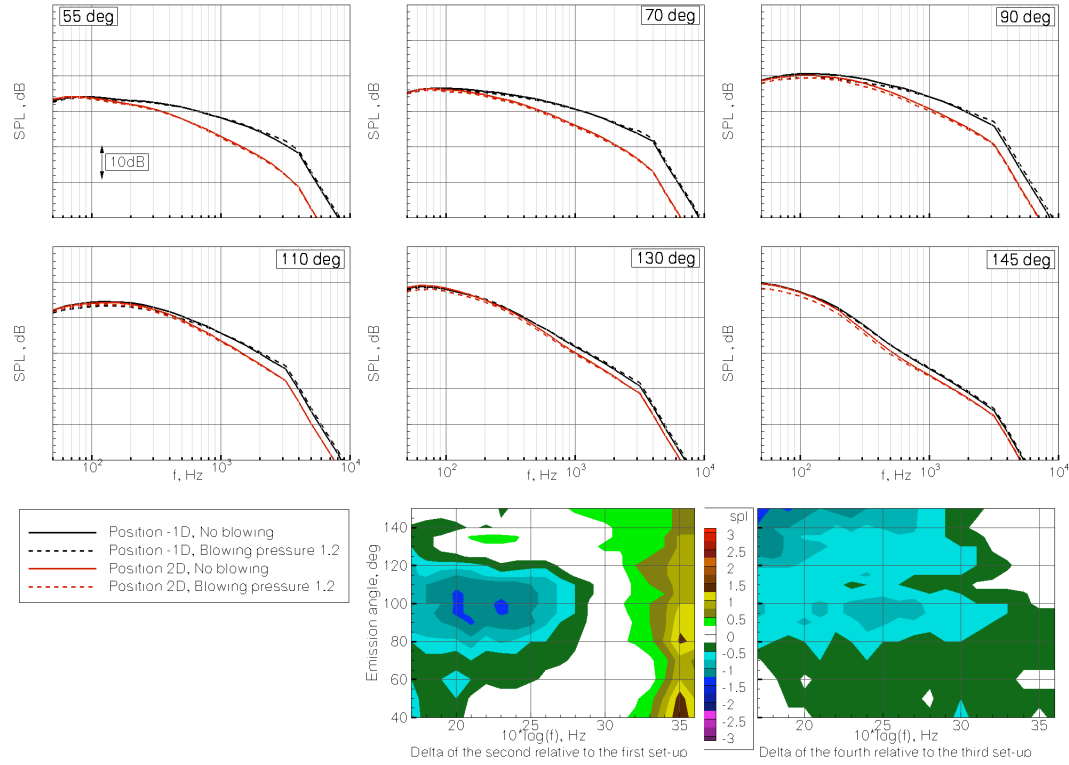 55 deg
70 deg
90 deg
SPL, dB
SPL, dB
SPL, dB
10dB
110 deg
130 deg
145 deg
SPL, dB
SPL, dB
SPL, dB
10² 10³ 10⁴
10² 10³ 10⁴
10² 10³ 10⁴
f, Hz
f, Hz
f, Hz
Position -1D, No blowing
Position -1D, Blowing pressure 1.2
Position 2D, No blowing
Position 2D, Blowing pressure 1.2
Emission angle, deg
140
120
100
80
60
40
20 25 30 35
10*log(f), Hz
Delta of the second relative to the first set-up
spl
3
2.5
2
1.5
1
0.5
0
-0.5
-1
-1.5
-2
-2.5
-3
20 25 30 35
10*log(f), Hz
Delta of the fourth relative to the third set-up